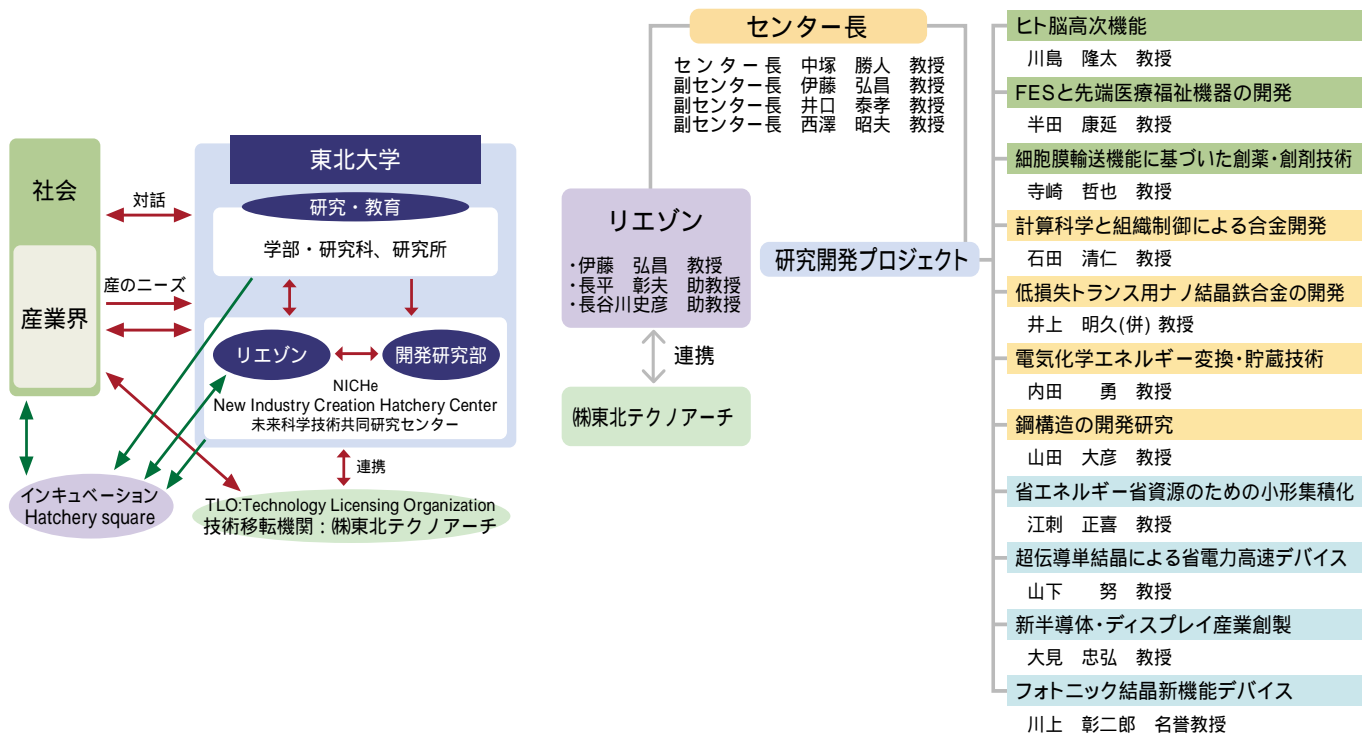 東北大学
社会
対話
研究・教育
学部・研究科、研究所
産のニーズ
産業界
リエゾン
開発研究部
NICHe
New Industry Creation Hatchery Center
未来科学技術共同研究センター
連携
インキュベーション
Hatchery square
TLO:Technology Licensing Organization
技術移転機関：㈱東北テクノアーチ
センター長
センター長 中塚 勝人 教授
副センター長 伊藤 弘昌 教授
副センター長 井口 泰孝 教授
副センター長 西澤 昭夫 教授
リエゾン
・伊藤 弘昌 教授
・長平 彰夫 助教授
・長谷川史彦 助教授
連携
㈱東北テクノアーチ
研究開発プロジェクト
ヒト脳高次機能
川島 隆太 教授
FESと先端医療福祉機器の開発
半田 康延 教授
細胞膜輸送機能に基づいた創薬・創剤技術
寺崎 哲也 教授
計算科学と組織制御による合金開発
石田 清仁 教授
低損失トランス用ナノ結晶鉄合金の開発
井上 明久(併) 教授
電気化学エネルギー変換・貯蔵技術
内田 勇 教授
鋼構造の開発研究
山田 大彦 教授
省エネルギー省資源のための小形集積化
江刺 正喜 教授
超伝導単結晶による省電力高速デバイス
山下 努 教授
新半導体・ディスプレイ産業創製
大見 忠弘 教授
フォトニック結晶新機能デバイス
川上 彰二郎 名誉教授